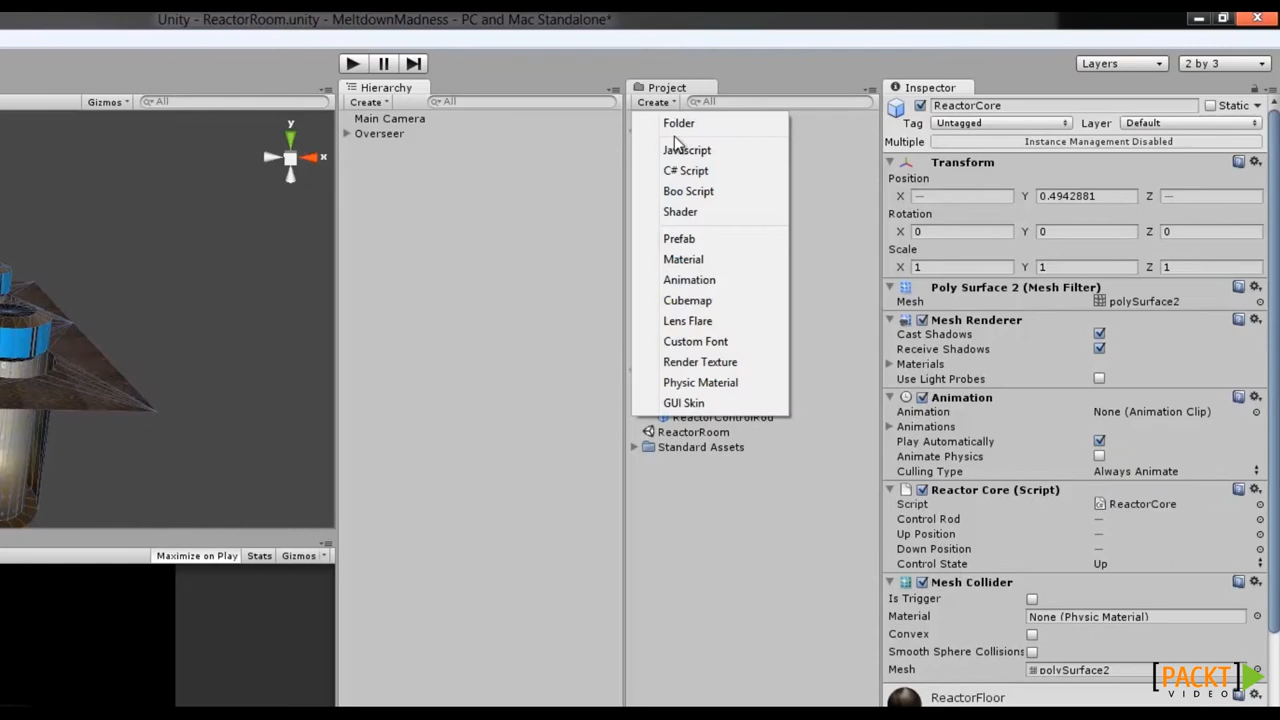 Unity - ReactorRoom.unity - MeltdownMadness - PC and Mac Standalone*
Layers
2 by 3
Gizmos
All
Hierarchy
Create
All
Main Camera
Overseer
Project
Create
All
Folder
Javascript
C# Script
Boo Script
Shader
Prefab
Material
Animation
Cubemap
Lens Flare
Custom Font
Render Texture
Physic Material
GUI Skin
ReactorControlRod
ReactorRoom
Standard Assets
Inspector
ReactorCore
Static
Tag Untagged Layer Default
Multiple Instance Management Disabled
Transform
Position
X — Y 0.4942881 Z —
Rotation
X 0 Y 0 Z 0
Scale
X 1 Y 1 Z 1
Poly Surface 2 (Mesh Filter)
Mesh polySurface2
Mesh Renderer
Cast Shadows
Receive Shadows
Materials
Use Light Probes
Animation
Animation None (Animation Clip)
Animations
Play Automatically
Animate Physics
Culling Type Always Animate
Reactor Core (Script)
Script ReactorCore
Control Rod —
Up Position —
Down Position —
Control State Up
Mesh Collider
Is Trigger
Material None (Physic Material)
Convex
Smooth Sphere Collisions
Mesh polySurface2
ReactorFloor
Maximize on Play Stats Gizmos
y
x
[PACKT]
VIDEO